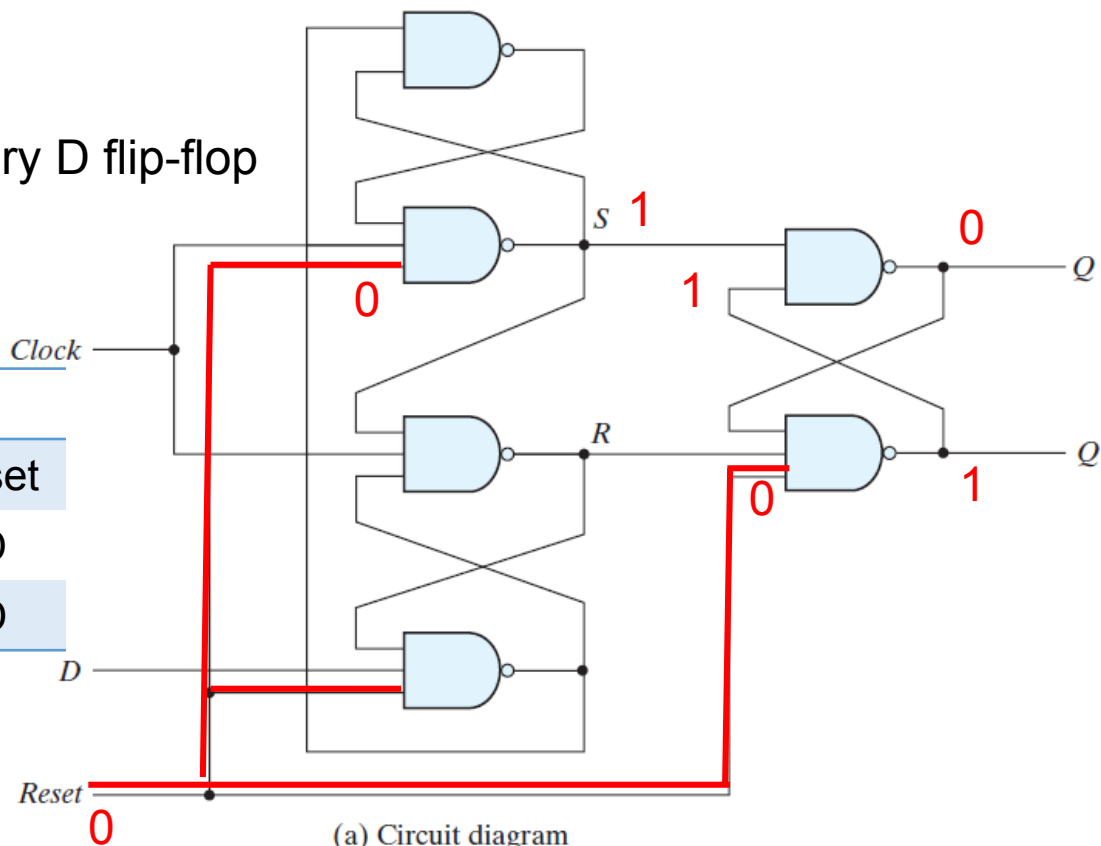 ry D flip-flop
S 1
0
Q
0
1
Clock
R
set
Q
0
1
D
Reset
0
(a) Circuit diagram